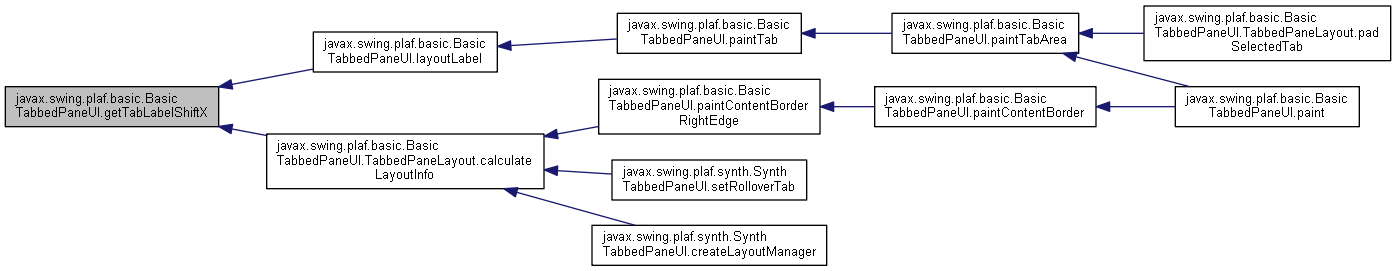 javax.swing.plaf.basic.Basic
TabbedPaneUI.getTabLabelShiftX
javax.swing.plaf.basic.Basic
TabbedPaneUI.layoutLabel
javax.swing.plaf.basic.Basic
TabbedPaneUI.TabbedPaneLayout.calculate
LayoutInfo
javax.swing.plaf.basic.Basic
TabbedPaneUI.paintTab
javax.swing.plaf.basic.Basic
TabbedPaneUI.paintContentBorder
RightEdge
javax.swing.plaf.synth.Synth
TabbedPaneUI.setRolloverTab
javax.swing.plaf.synth.Synth
TabbedPaneUI.createLayoutManager
javax.swing.plaf.basic.Basic
TabbedPaneUI.paintTabArea
javax.swing.plaf.basic.Basic
TabbedPaneUI.paintContentBorder
javax.swing.plaf.basic.Basic
TabbedPaneUI.TabbedPaneLayout.pad
SelectedTab
javax.swing.plaf.basic.Basic
TabbedPaneUI.paint